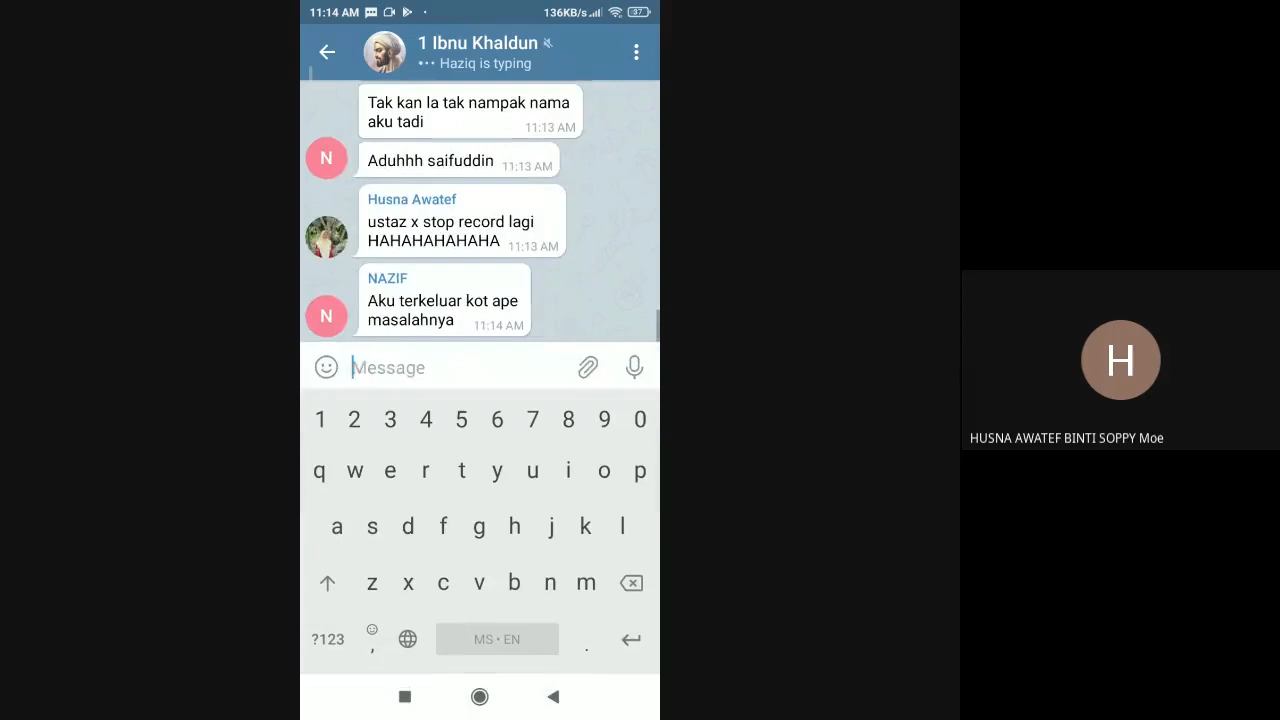 11:14 AM
136KB/s
37
1 Ibnu Khaldun
Haziq is typing
Tak kan la tak nampak nama
aku tadi
11:13 AM
N
Aduhhh saifuddin
11:13 AM
Husna Awatef
ustaz x stop record lagi
HAHAHAHAHAHA
11:13 AM
NAZIF
N
Aku terkeluar kot ape
masalahnya
11:14 AM
Message
1 2 3 4 5 6 7 8 9 0
q w e r t y u i o p
a s d f g h j k l
z x c v b n m
?123 , MS • EN .
H
HUSNA AWATEF BINTI SOPPY Moe